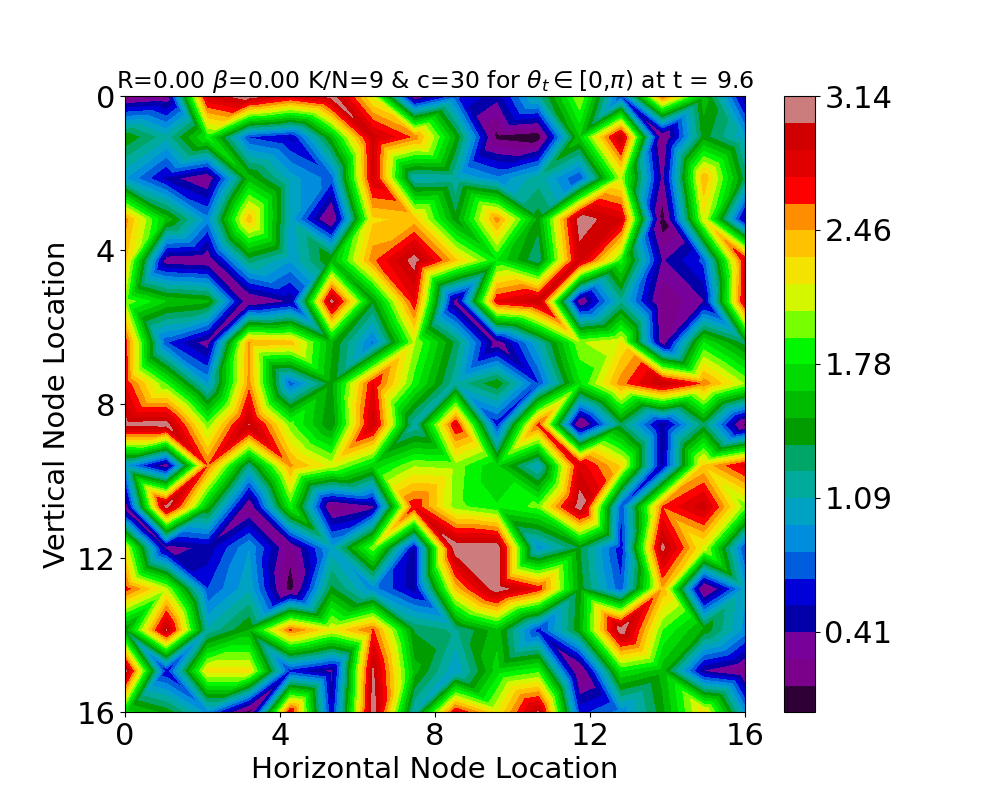 R=0.00 β=0.00 K/N=9 & c=30 for θₜ ∈ [0,π) at t = 9.6
0
4
8
12
16
Vertical Node Location
0 4 8 12 16
Horizontal Node Location
3.14
2.46
1.78
1.09
0.41